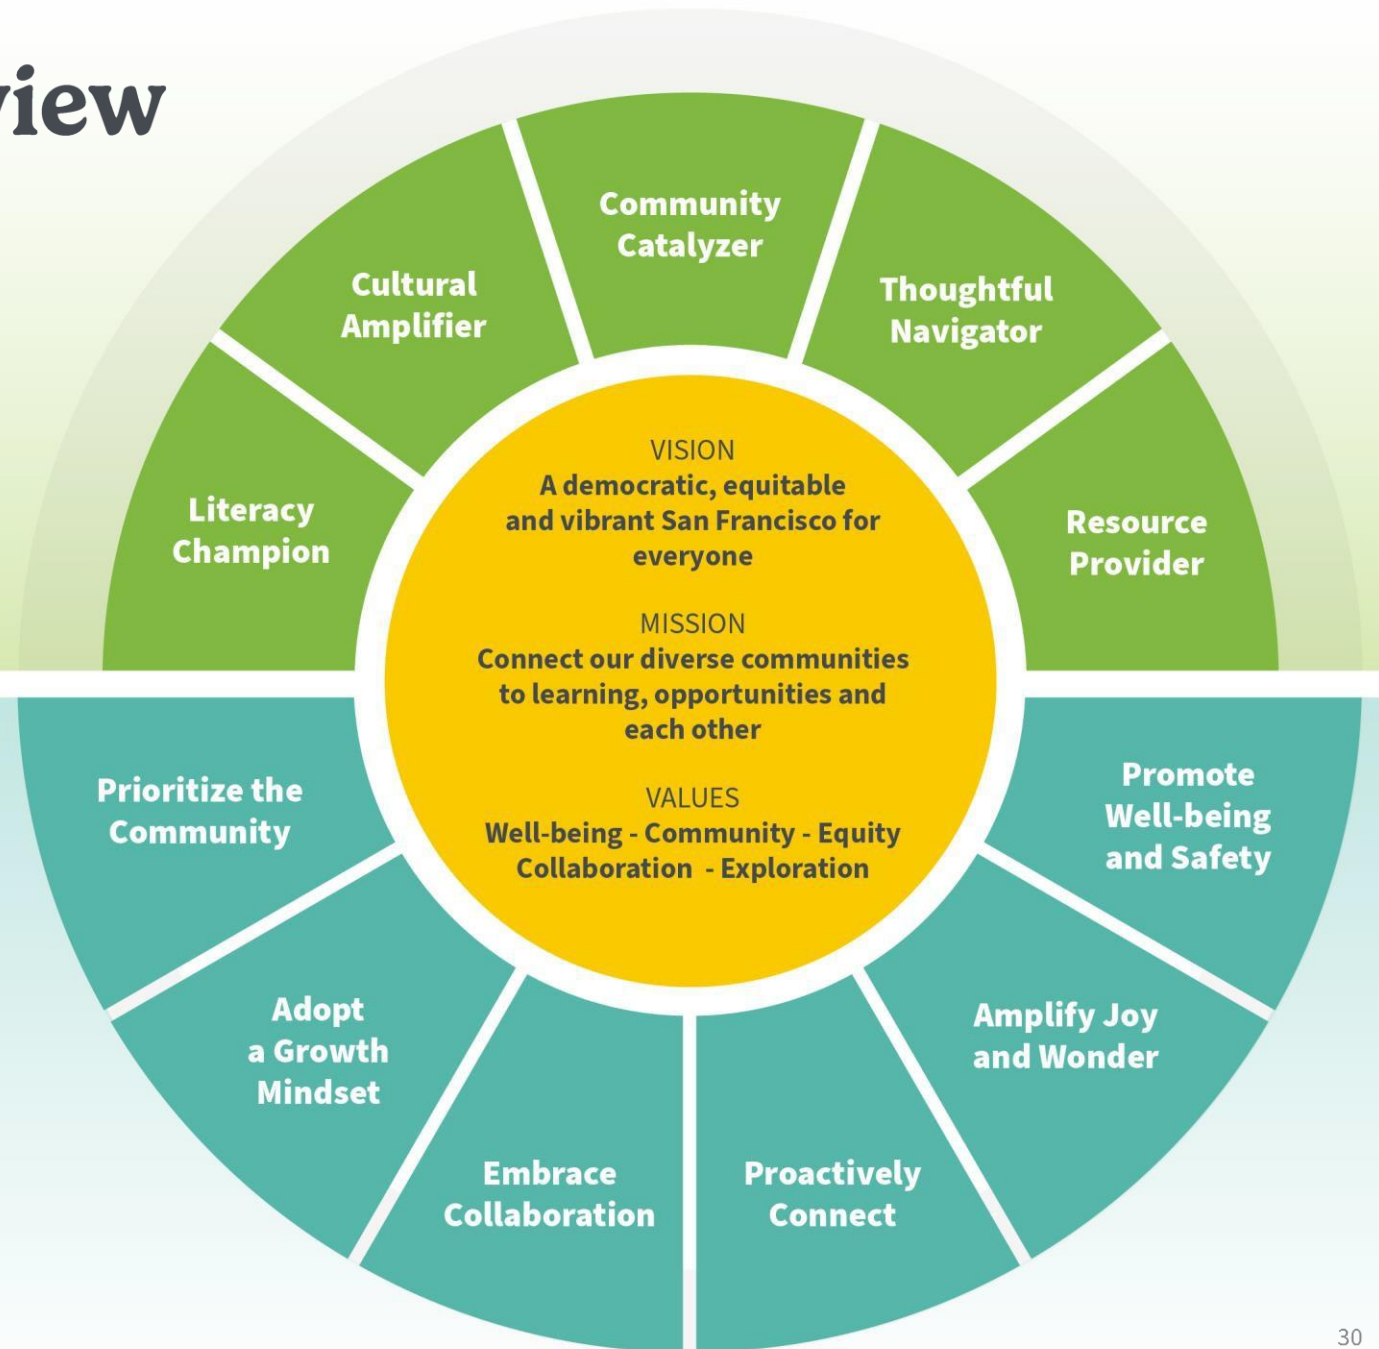 view
Community
Catalyzer
Cultural
Amplifier
Thoughtful
Navigator
Literacy
Champion
Resource
Provider
VISION
A democratic, equitable
and vibrant San Francisco for
everyone
MISSION
Connect our diverse communities
to learning, opportunities and
each other
VALUES
Well-being - Community - Equity
Collaboration - Exploration
Prioritize the
Community
Adopt
a Growth
Mindset
Embrace
Collaboration
Proactively
Connect
Amplify Joy
and Wonder
Promote
Well-being
and Safety
30